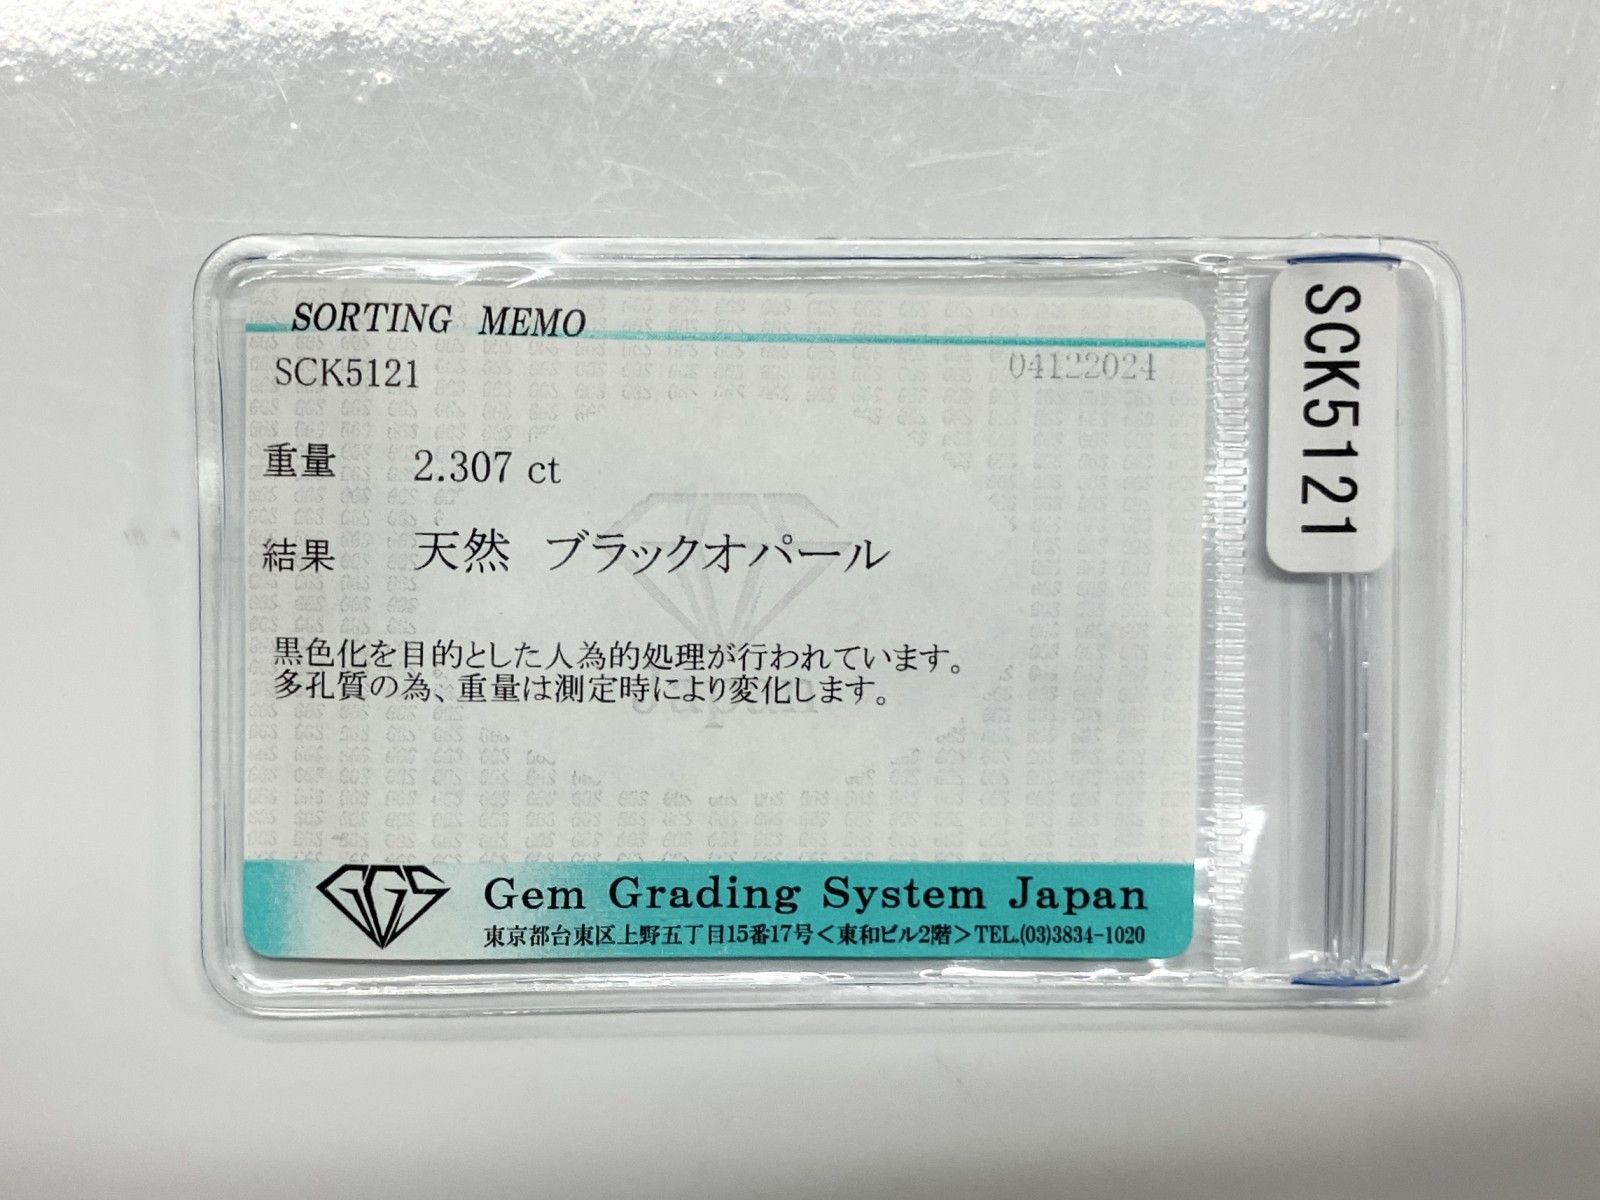 SORTING MEMO
SCK5121
04122024
重量 2.307 ct
結果 天然 ブラックオパール
黒色化を目的とした人為的処理が行われています。
多孔質の為、重量は測定時により変化します。
Japan
GGS
Gem Grading System Japan
東京都台東区上野五丁目15番17号<東和ビル2階>TEL.(03)3834-1020
SCK5121